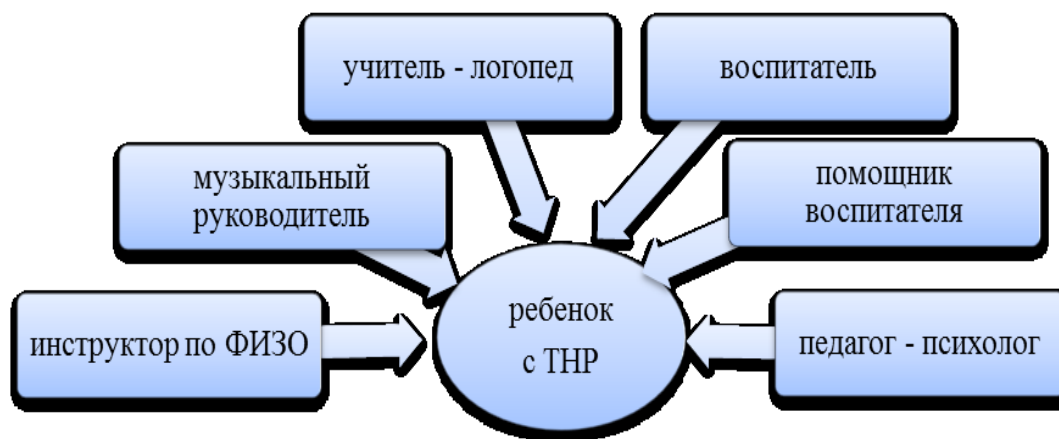 учитель - логопед
воспитатель
музыкальный
руководитель
помощник
воспитателя
инструктор по ФИЗО
ребенок
с ТНР
педагог - психолог